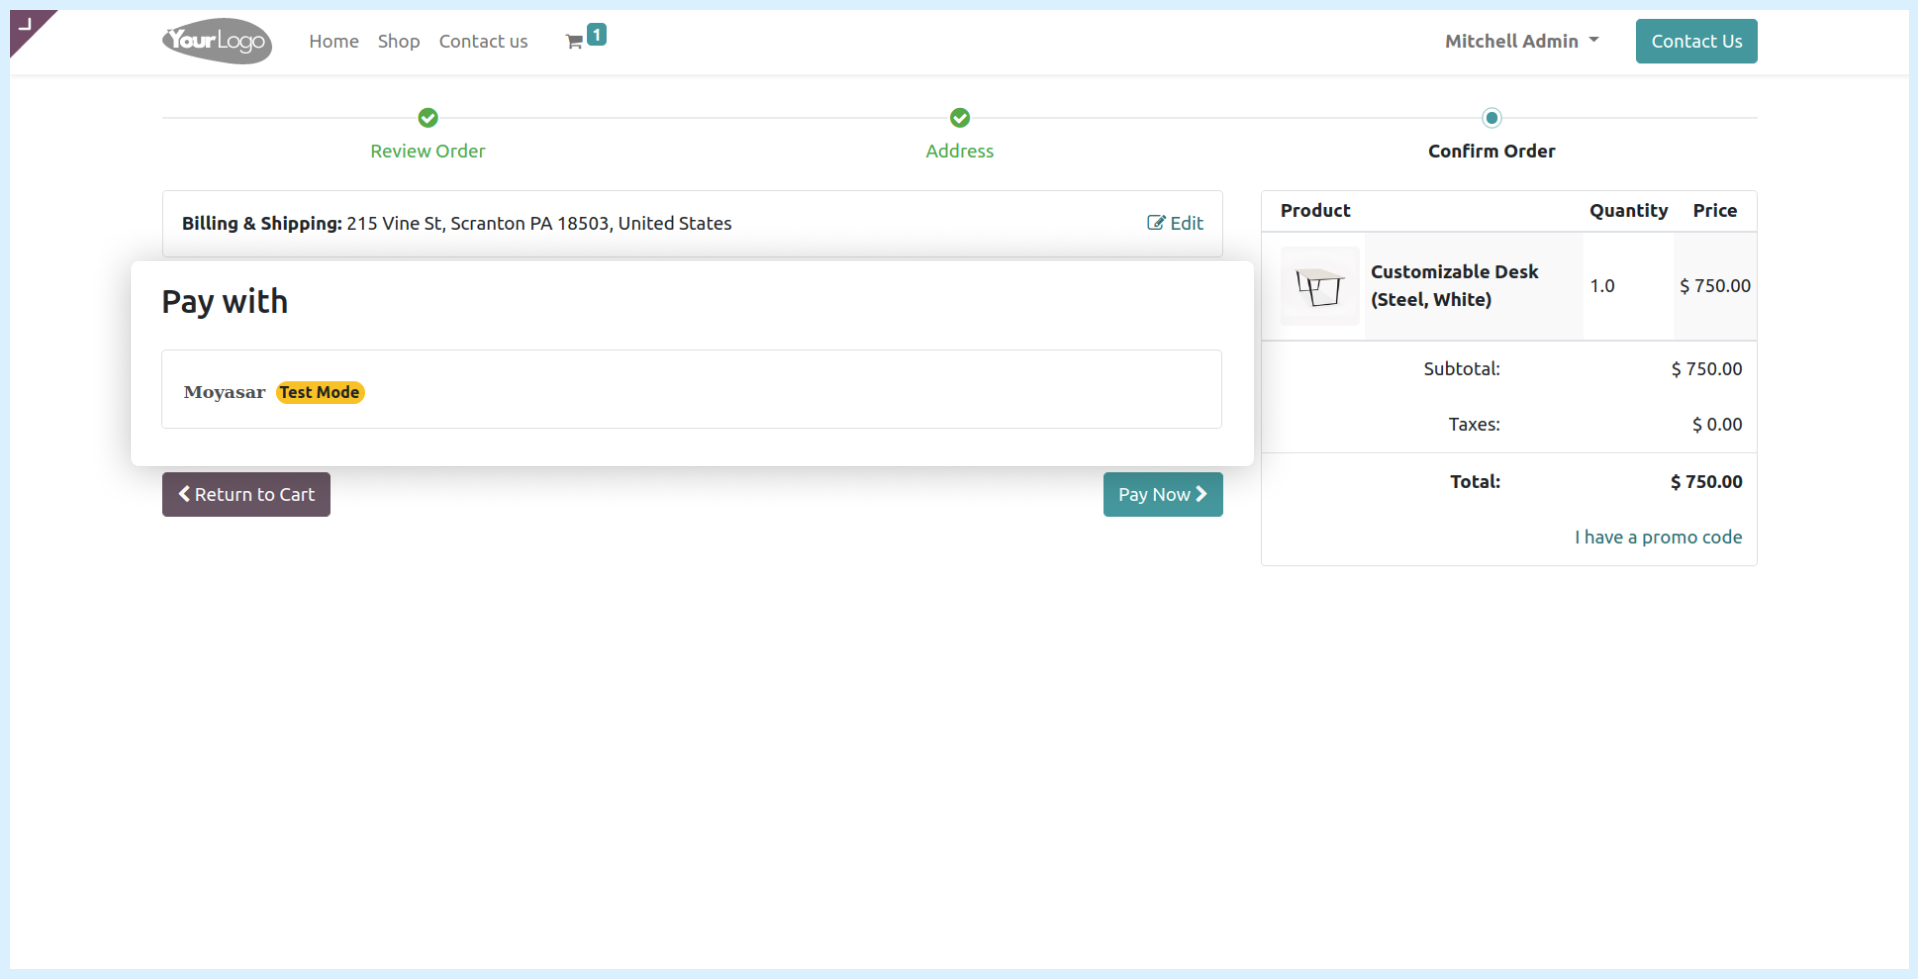 YourLogo
Home Shop Contact us 1
Mitchell Admin
Contact Us
Review Order
Address
Confirm Order
Billing & Shipping: 215 Vine St, Scranton PA 18503, United States
Edit
Pay with
Moyasar Test Mode
Return to Cart
Pay Now
Product Quantity Price
Customizable Desk
(Steel, White)
1.0 $ 750.00
Subtotal: $ 750.00
Taxes: $ 0.00
Total: $ 750.00
I have a promo code